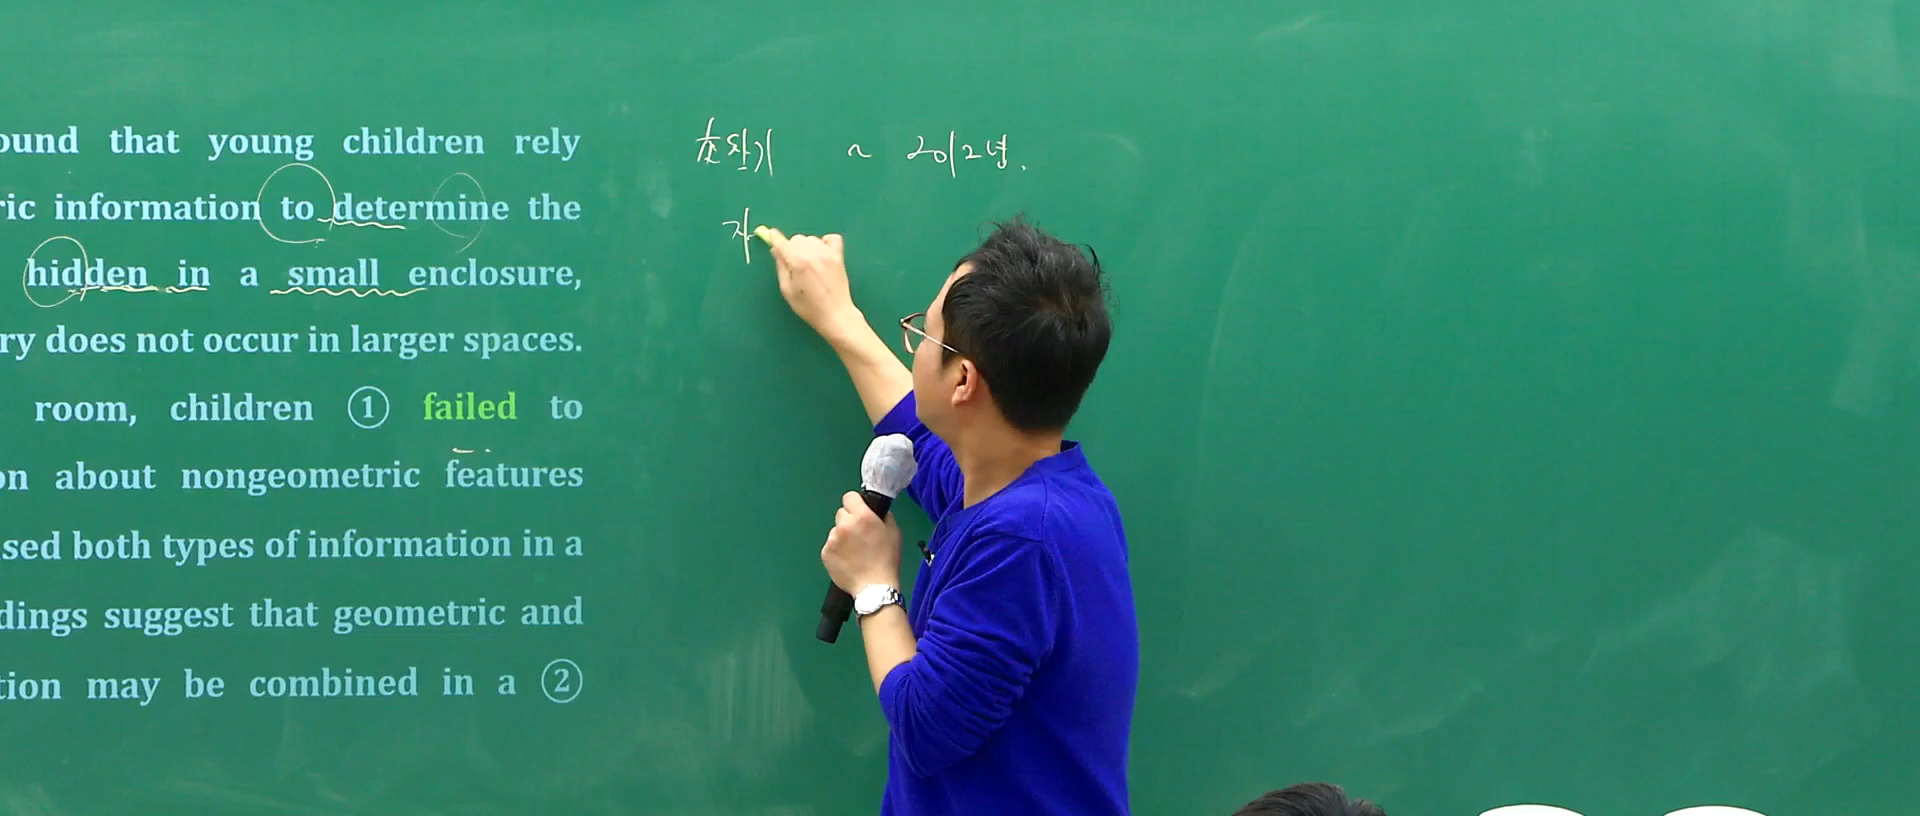 ound that young children rely
ric information to determine the
hidden in a small enclosure,
ry does not occur in larger spaces.
room, children ① failed to
on about nongeometric features
sed both types of information in a
dings suggest that geometric and
tion may be combined in a ②
초창기 ~ 2012년.
자